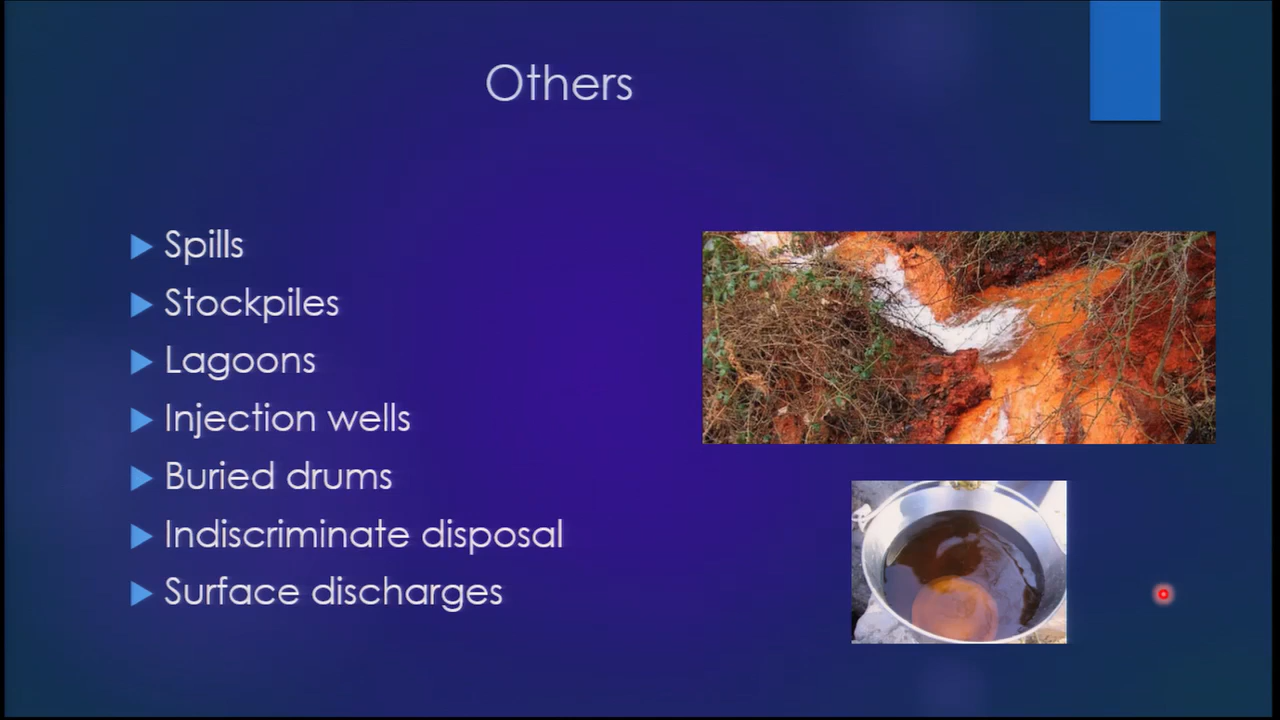 Others
Spills
Stockpiles
Lagoons
Injection wells
Buried drums
Indiscriminate disposal
Surface discharges